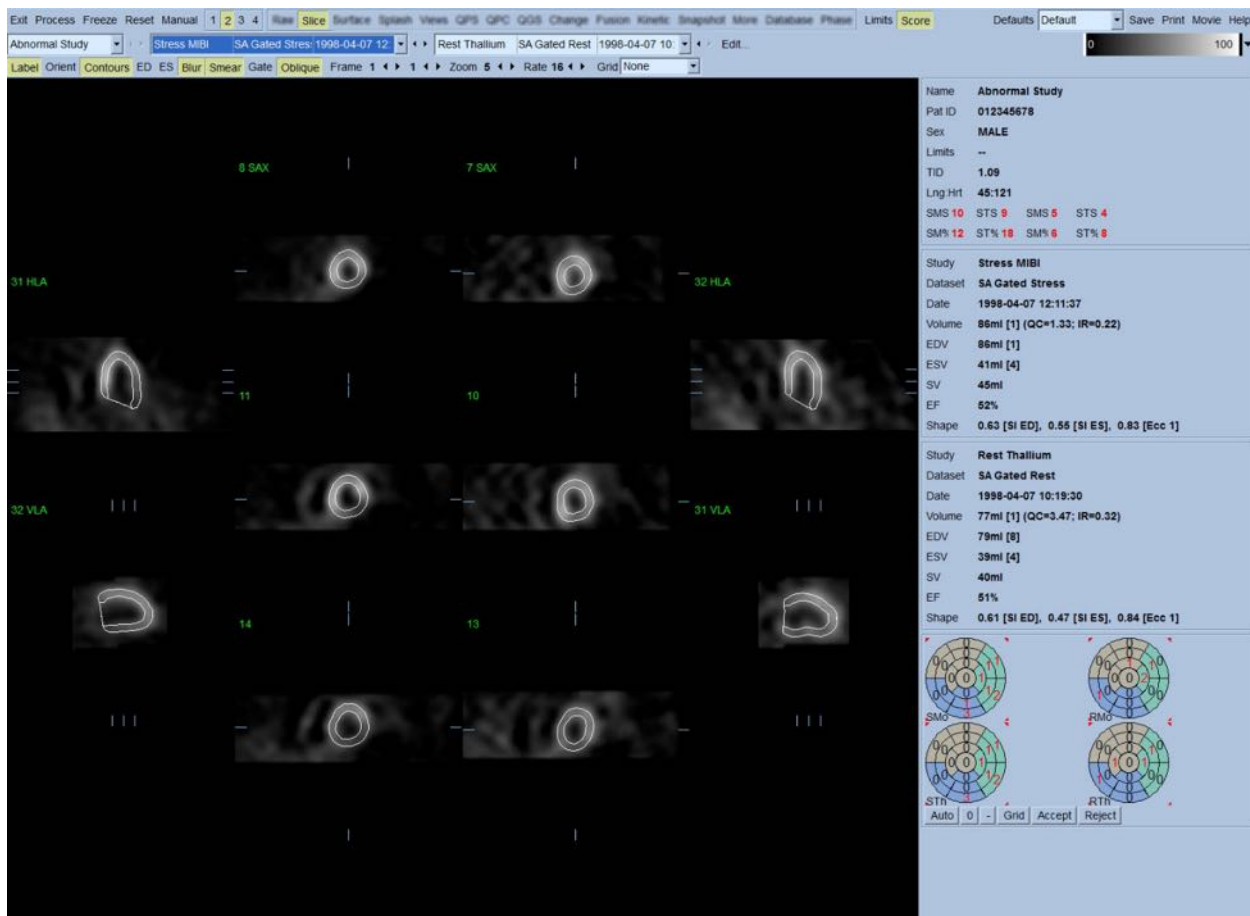 Exit Process Freeze Reset Manual 1 2 3 4 Raw Slice Surface Splash Views QPS QPC QGS Change Fusion Kinetic Snapshot More Database Phase Limits Score Defaults Default Save Print Movie Help
Abnormal Study Stress MIBI SA Gated Stres 1998-04-07 12: Rest Thallium SA Gated Rest 1998-04-07 10: Edit... 0 100
Label Orient Contours ED ES Blur Smear Gate Oblique Frame 1 1 Zoom 5 Rate 16 Grid None
8 SAX 7 SAX
31 HLA 32 HLA
11 10
32 VLA 31 VLA
14 13
Name Abnormal Study
Pat ID 012345678
Sex MALE
Limits --
TID 1.09
Lng:Hrt 45:121
SMS 10 STS 9 SMS 5 STS 4
SM% 12 ST% 18 SM% 6 ST% 8
Study Stress MIBI
Dataset SA Gated Stress
Date 1998-04-07 12:11:37
Volume 86ml [1] (QC=1.33; IR=0.22)
EDV 86ml [1]
ESV 41ml [4]
SV 45ml
EF 52%
Shape 0.63 [SI ED], 0.55 [SI ES], 0.83 [Ecc 1]
Study Rest Thallium
Dataset SA Gated Rest
Date 1998-04-07 10:19:30
Volume 77ml [1] (QC=3.47; IR=0.32)
EDV 79ml [8]
ESV 39ml [4]
SV 40ml
EF 51%
Shape 0.61 [SI ED], 0.47 [SI ES], 0.84 [Ecc 1]
SMo RMo
STh RTh
Auto 0 - Grid Accept Reject